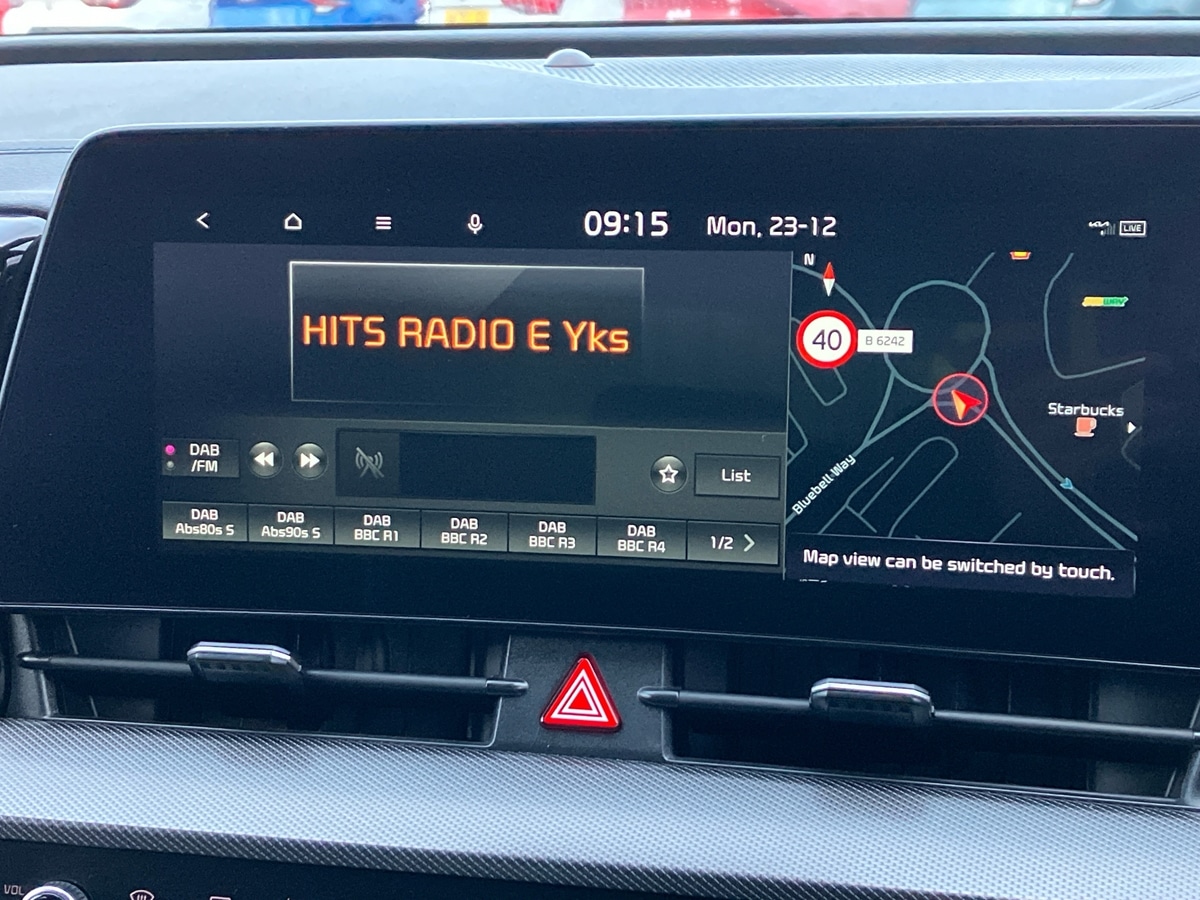 09:15 Mon, 23-12
LIVE
HITS RADIO E Yks
DAB
/FM
List
DAB
Abs80s S
DAB
Abs90s S
DAB
BBC R1
DAB
BBC R2
DAB
BBC R3
DAB
BBC R4
1/2
N
40
B 6242
SUBWAY
Starbucks
Bluebell Way
Map view can be switched by touch.
VOL